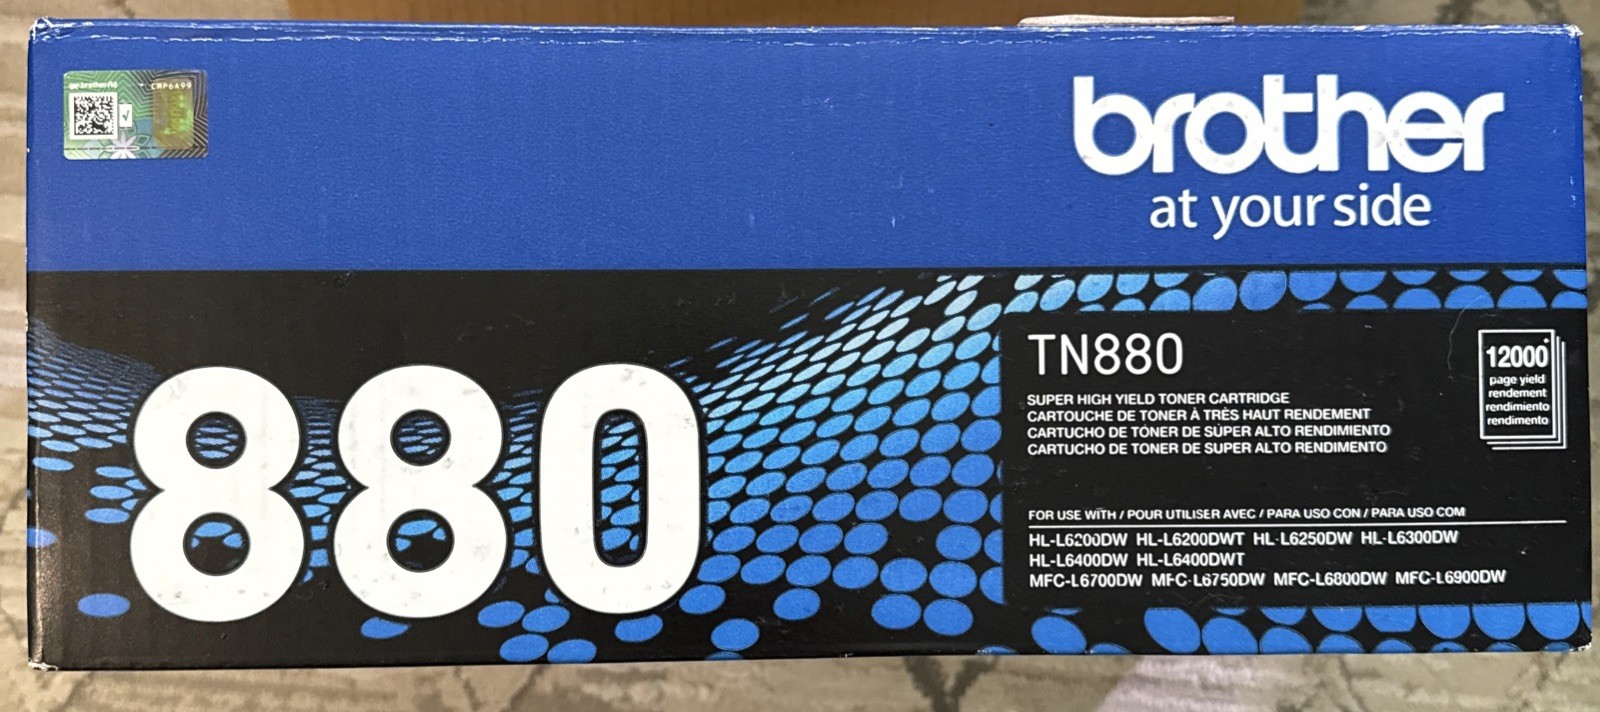 CNP6A99
brother
at your side
880
TN880
SUPER HIGH YIELD TONER CARTRIDGE
CARTOUCHE DE TONER À TRÈS HAUT RENDEMENT
CARTUCHO DE TÓNER DE SÚPER ALTO RENDIMIENTO
CARTUCHO DE TONER DE SUPER ALTO RENDIMENTO
12000*
page yield
rendement
rendimiento
rendimento
FOR USE WITH / POUR UTILISER AVEC / PARA USO CON / PARA USO COM
HL-L6200DW HL-L6200DWT HL-L6250DW HL-L6300DW
HL-L6400DW HL-L6400DWT
MFC-L6700DW MFC-L6750DW MFC-L6800DW MFC-L6900DW